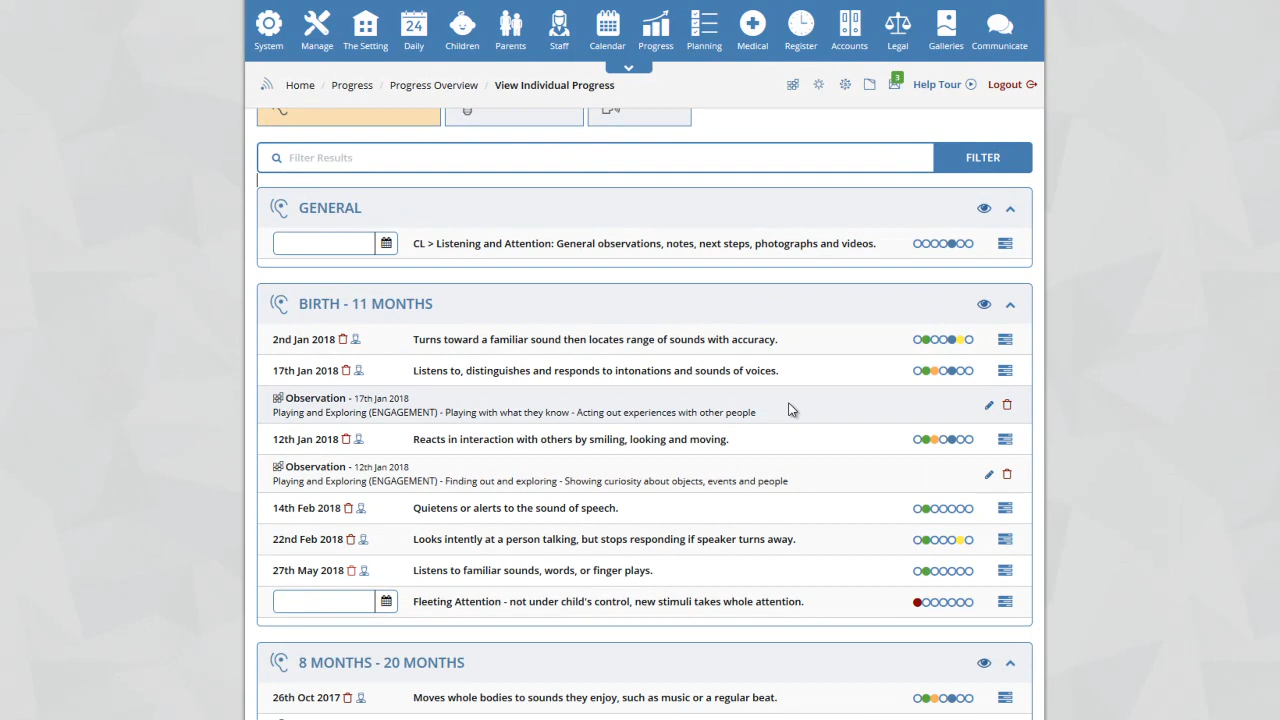 System Manage The Setting 24 Daily Children Parents Staff Calendar Progress Planning Medical Register Accounts Legal Galleries Communicate
Home / Progress / Progress Overview / View Individual Progress 3 Help Tour Logout
Filter Results FILTER
GENERAL
CL > Listening and Attention: General observations, notes, next steps, photographs and videos.
BIRTH - 11 MONTHS
2nd Jan 2018 Turns toward a familiar sound then locates range of sounds with accuracy.
17th Jan 2018 Listens to, distinguishes and responds to intonations and sounds of voices.
Observation - 17th Jan 2018
Playing and Exploring (ENGAGEMENT) - Playing with what they know - Acting out experiences with other people
12th Jan 2018 Reacts in interaction with others by smiling, looking and moving.
Observation - 12th Jan 2018
Playing and Exploring (ENGAGEMENT) - Finding out and exploring - Showing curiosity about objects, events and people
14th Feb 2018 Quietens or alerts to the sound of speech.
22nd Feb 2018 Looks intently at a person talking, but stops responding if speaker turns away.
27th May 2018 Listens to familiar sounds, words, or finger plays.
Fleeting Attention - not under child's control, new stimuli takes whole attention.
8 MONTHS - 20 MONTHS
26th Oct 2017 Moves whole bodies to sounds they enjoy, such as music or a regular beat.